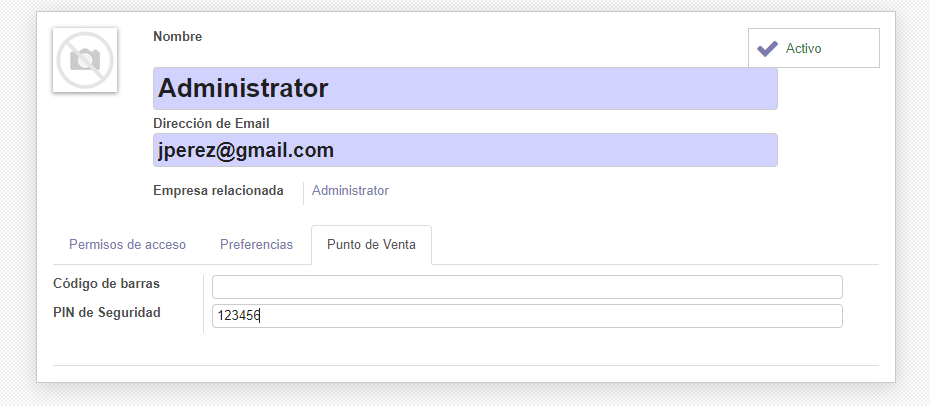 Nombre
Activo
Administrator
Dirección de Email
jperez@gmail.com
Empresa relacionada Administrator
Permisos de acceso Preferencias Punto de Venta
Código de barras
PIN de Seguridad 123456